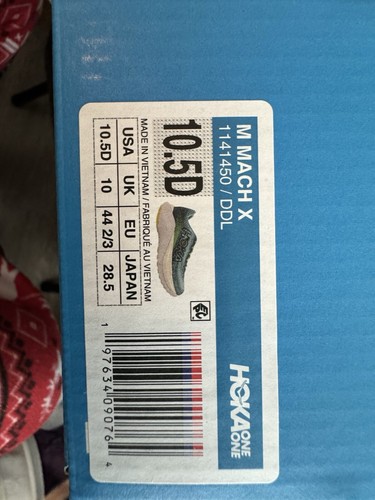 M MACH X
1141450 / DDL
HOKA ONE ONE
10.5D
USA UK EU JAPAN
10.5D 10 44 2/3 28.5
MADE IN VIETNAM / FABRIQUÉ AU VIETNAM
1 97634 09076 4